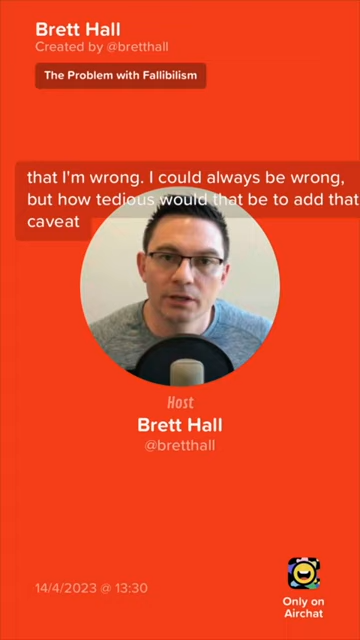 Brett Hall
Created by @bretthall
The Problem with Fallibilism
that I'm wrong. I could always be wrong,
but how tedious would that be to add that
caveat
Host
Brett Hall
@bretthall
14/4/2023 @ 13:30
Only on
Airchat